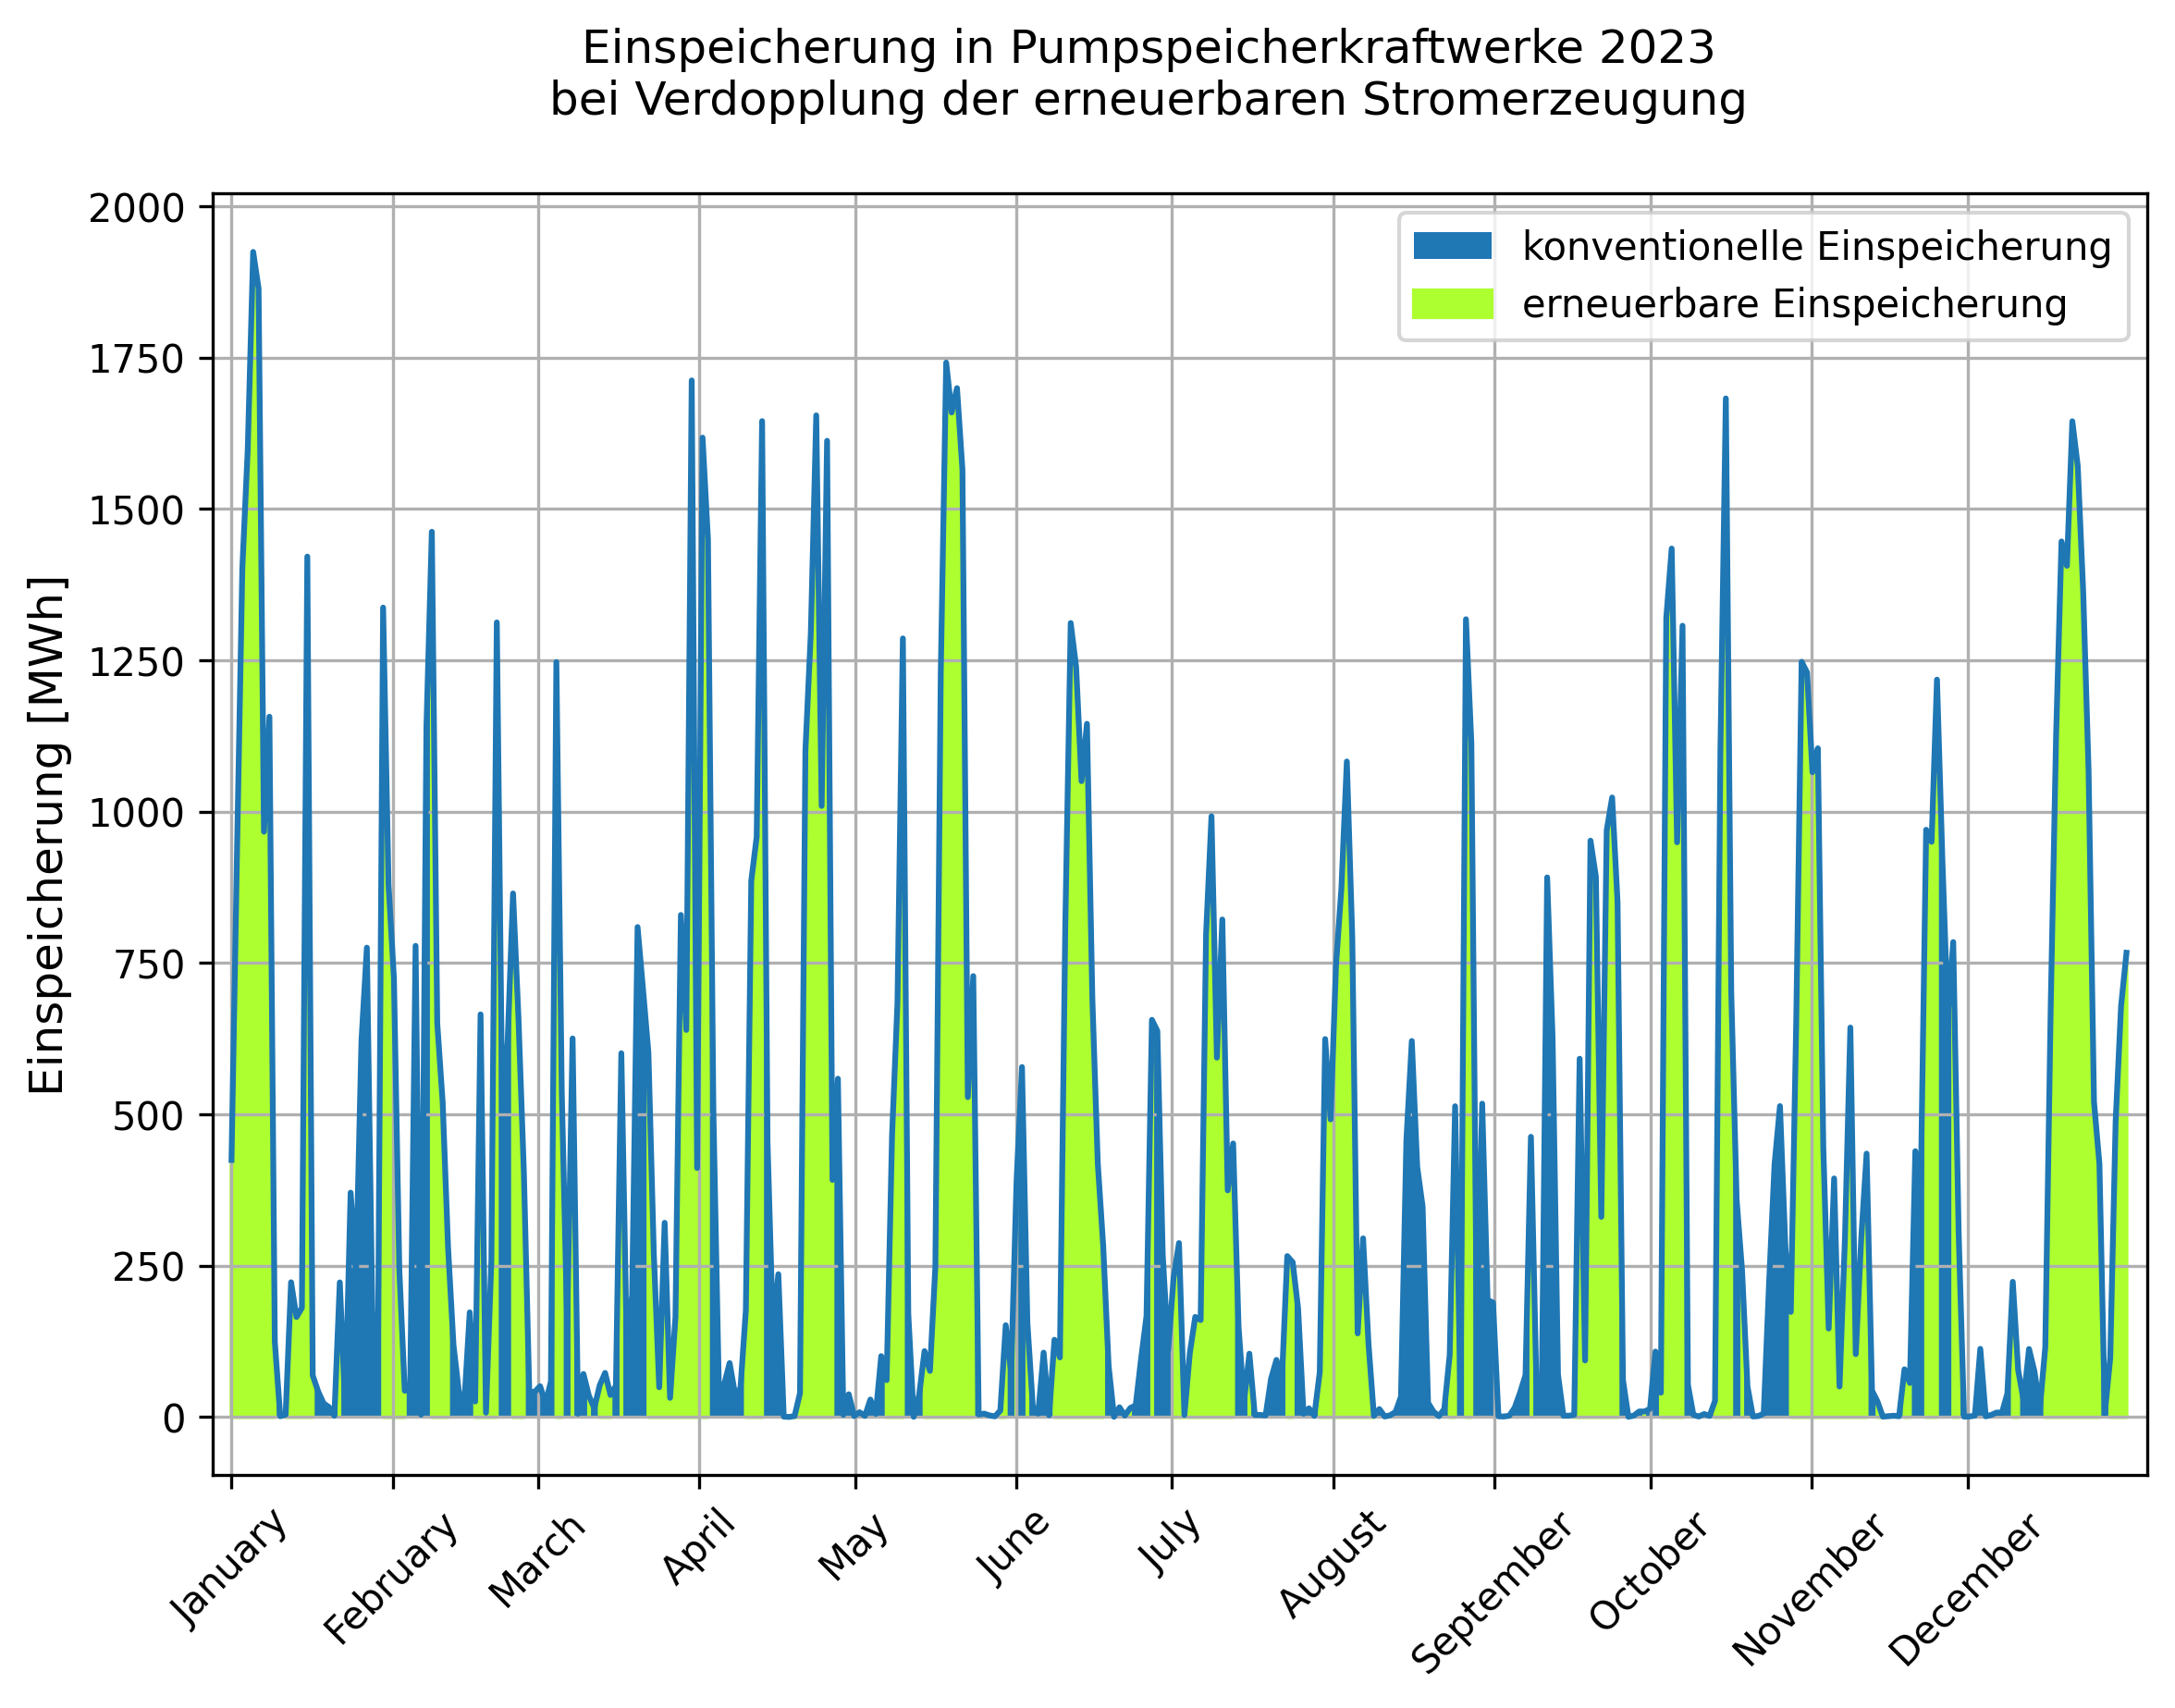 Einspeicherung in Pumpspeicherkraftwerke 2023
bei Verdopplung der erneuerbaren Stromerzeugung
Einspeicherung [MWh]
2000
1750
1500
1250
1000
750
500
250
0
konventionelle Einspeicherung
erneuerbare Einspeicherung
January
February
March
April
May
June
July
August
September
October
November
December